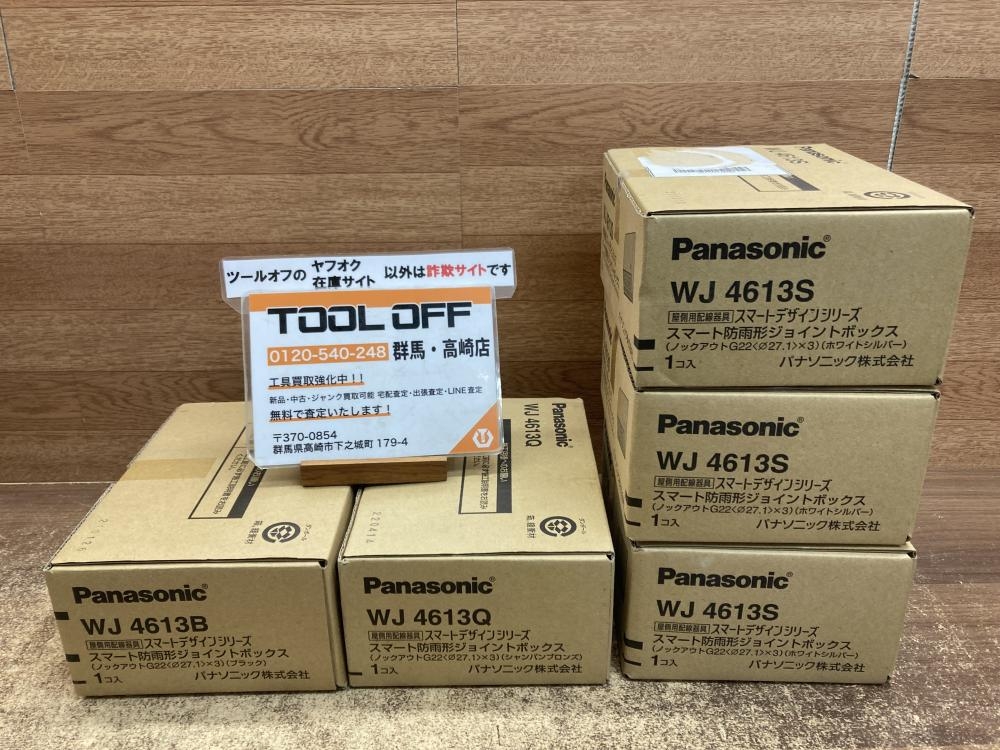 ツールオフの ヤフオク 在庫サイト 以外は詐欺サイトです
TOOL OFF
0120-540-248 群馬・高崎店
工具買取強化中!!
新品・中古・ジャンク買取可能 宅配査定・出張査定・LINE査定
無料で査定いたします!
〒370-0854
群馬県高崎市下之城町 179-4
WJ 4613S
Panasonic®
WJ 4613S
屋側用配線器具 スマートデザインシリーズ
スマート防雨形ジョイントボックス
(ノックアウトG22<Ø27.1>×3)(ホワイトシルバー)
1コ入 パナソニック株式会社
Panasonic®
WJ 4613S
屋側用配線器具 スマートデザインシリーズ
スマート防雨形ジョイントボックス
(ノックアウトG22<Ø27.1>×3)(ホワイトシルバー)
1コ入 パナソニック株式会社
Panasonic®
WJ 4613S
屋側用配線器具 スマートデザインシリーズ
スマート防雨形ジョイントボックス
(ノックアウトG22<Ø27.1>×3)(ホワイトシルバー)
1コ入 パナソニック株式会社
Panasonic®
WJ 4613B
屋側用配線器具 スマートデザインシリーズ
スマート防雨形ジョイントボックス
(ノックアウトG22<Ø27.1>×3)(ブラック)
1コ入 パナソニック株式会社
Panasonic®
WJ 4613Q
220414
ダンボール
Panasonic®
WJ 4613Q
屋側用配線器具 スマートデザインシリーズ
スマート防雨形ジョイントボックス
(ノックアウトG22<Ø27.1>×3)(シャンパンブロンズ)
1コ入 パナソニック株式会社